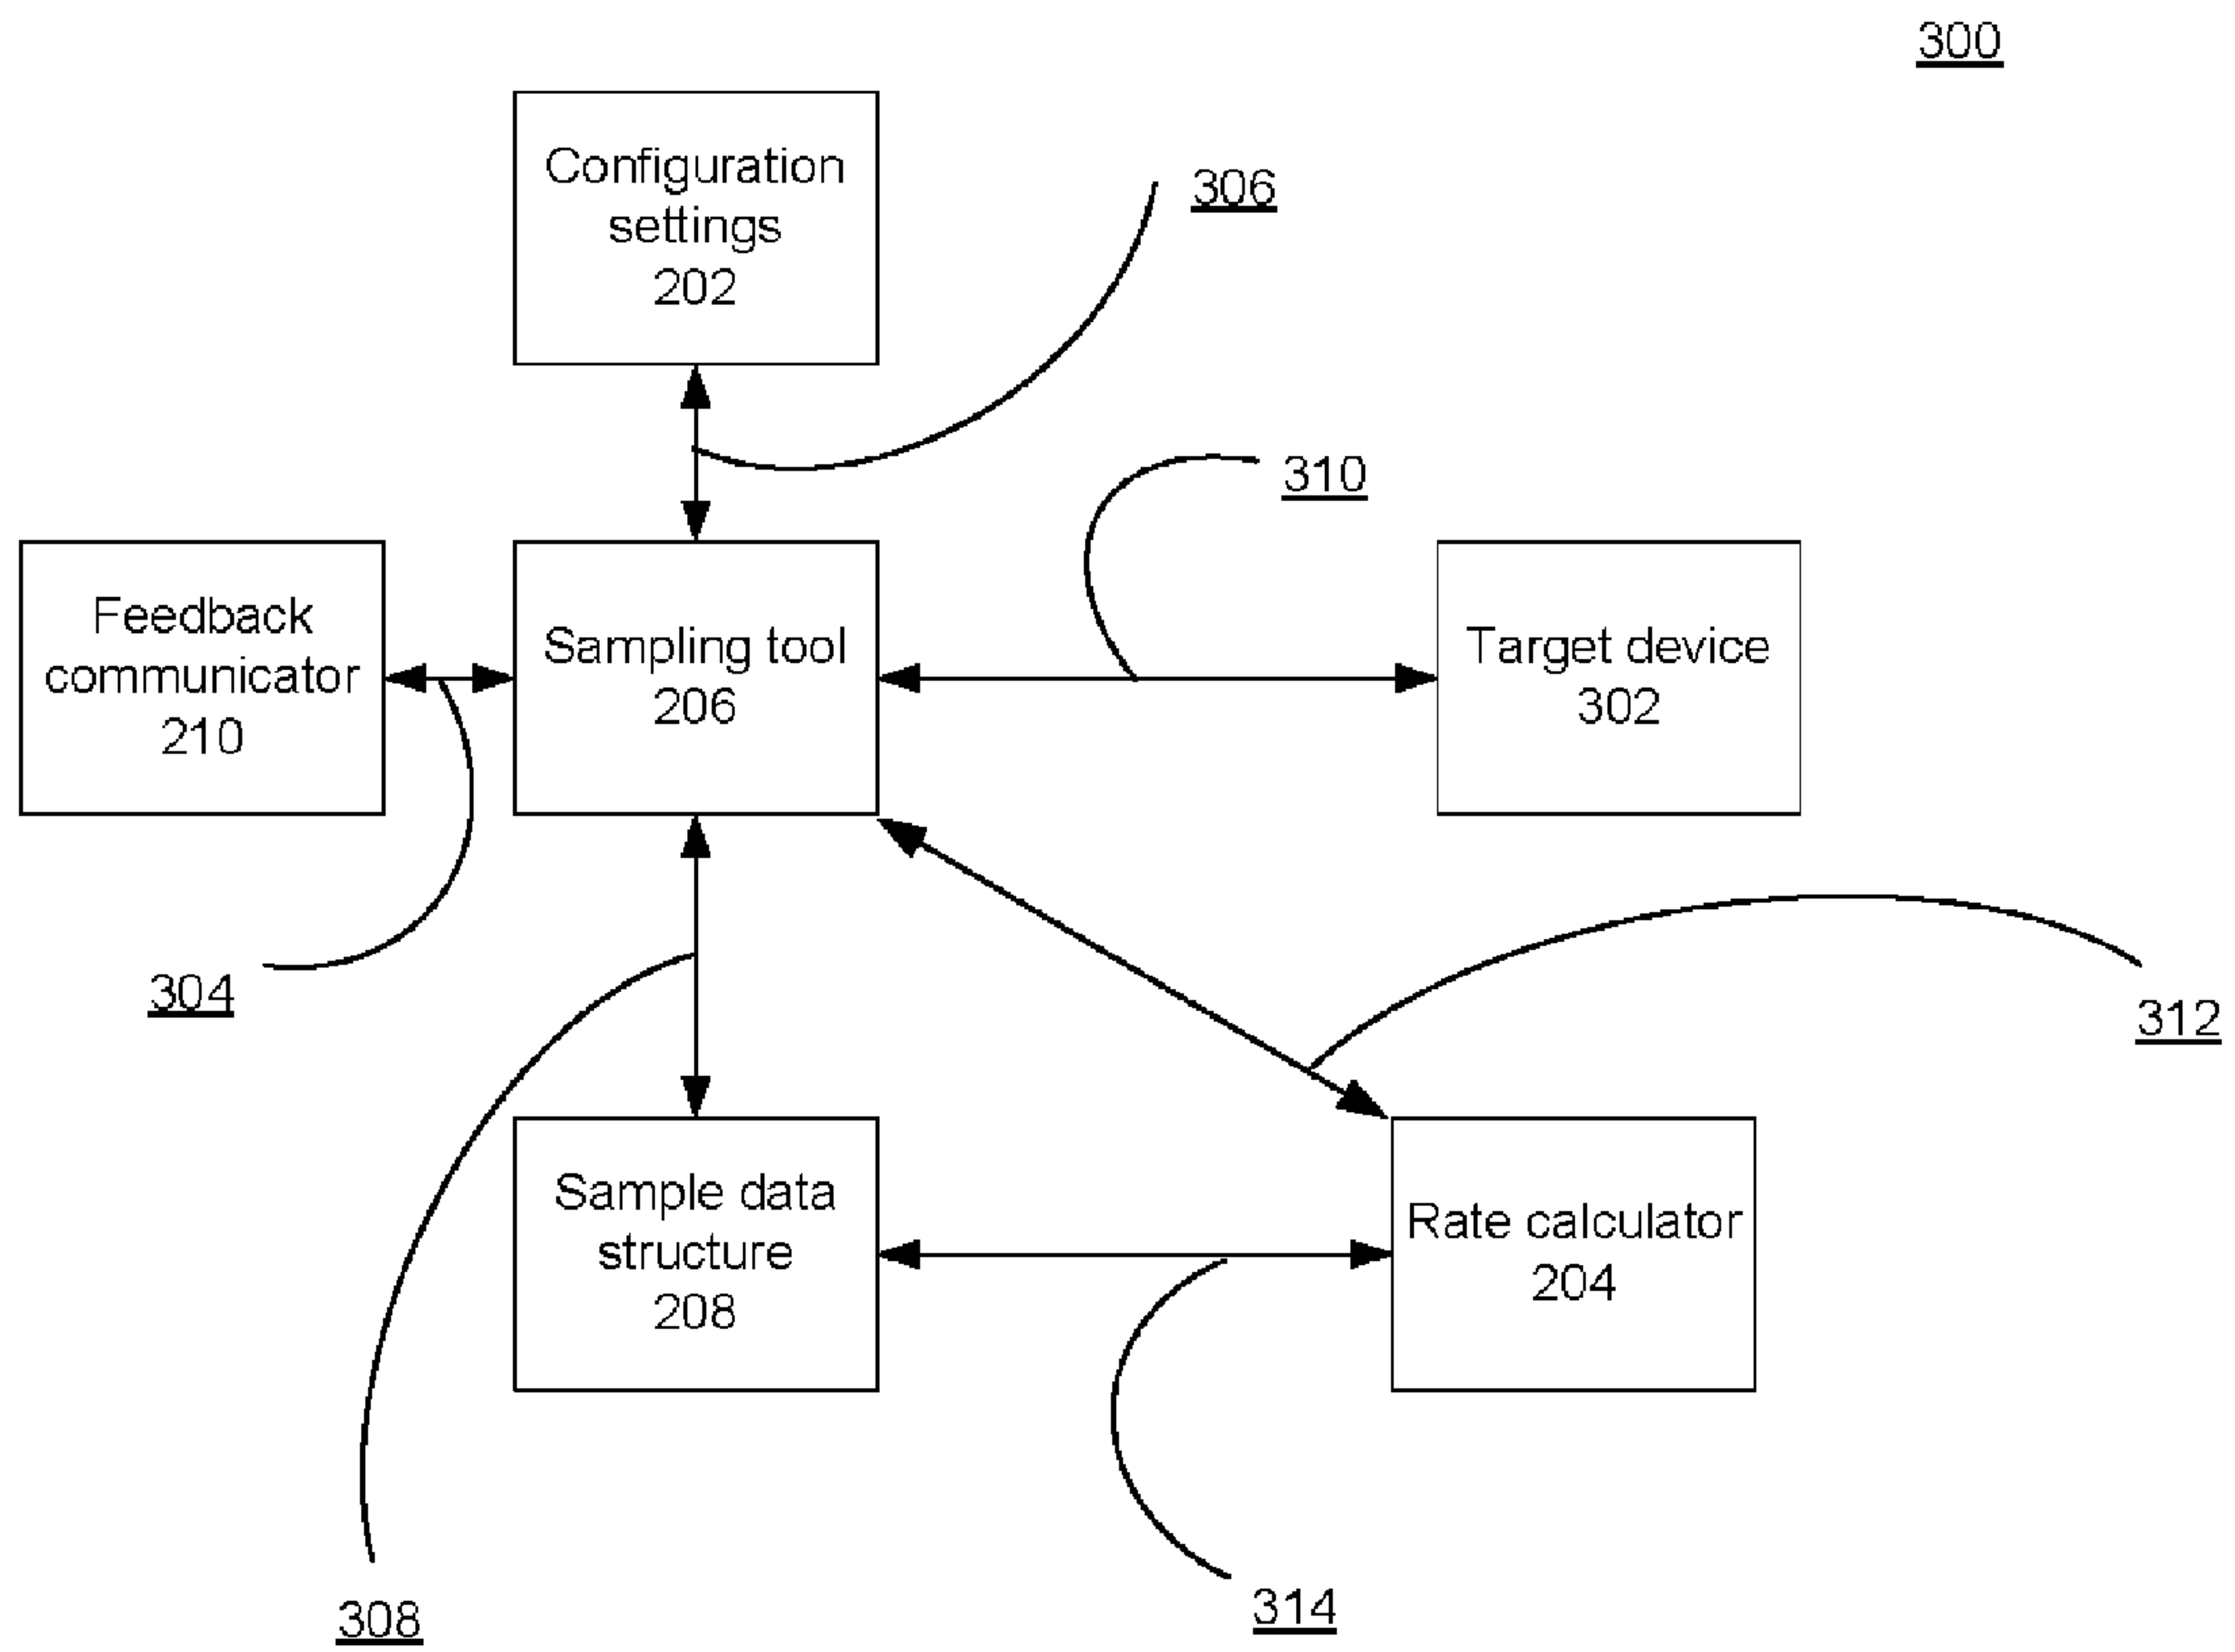 300
Configuration
settings
202
306
310
Feedback
communicator
210
Sampling tool
206
Target device
302
304
312
Sample data
structure
208
Rate calculator
204
308
314